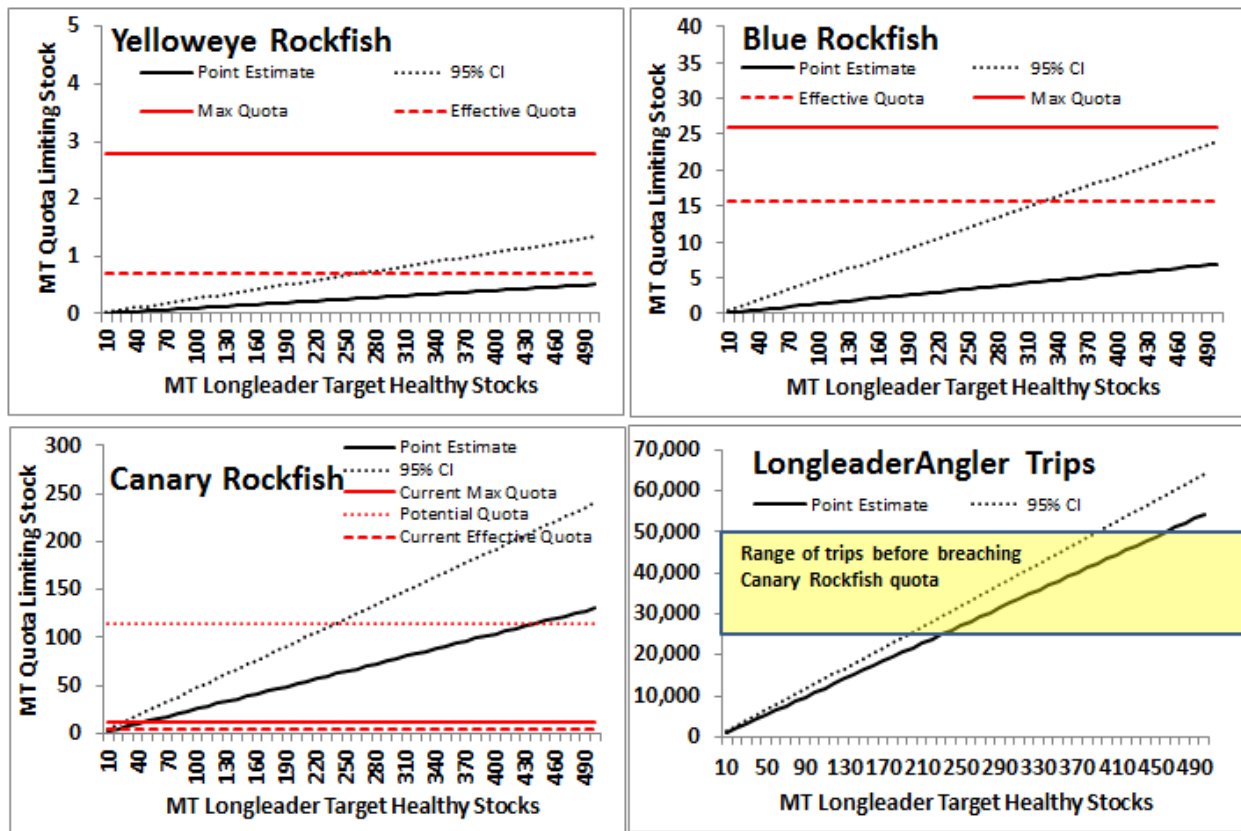 Yelloweye Rockfish
Point Estimate 95% CI
Max Quota Effective Quota
MT Quota Limiting Stock
5
4
3
2
1
0
10 40 70 100 130 160 190 220 250 280 310 340 370 400 430 460 490
MT Longleader Target Healthy Stocks
Blue Rockfish
Point Estimate 95% CI
Effective Quota Max Quota
MT Quota Limiting Stock
40
35
30
25
20
15
10
5
0
10 40 70 100 130 160 190 220 250 280 310 340 370 400 430 460 490
MT Longleader Target Healthy Stocks
Canary Rockfish
Point Estimate
95% CI
Current Max Quota
Potential Quota
Current Effective Quota
MT Quota Limiting Stock
300
250
200
150
100
50
0
10 40 70 100 130 160 190 220 250 280 310 340 370 400 430 460 490
MT Longleader Target Healthy Stocks
LongleaderAngler Trips
Point Estimate 95% CI
Range of trips before breaching
Canary Rockfish quota
70,000
60,000
50,000
40,000
30,000
20,000
10,000
0
10 50 90 130 170 210 250 290 330 370 410 450 490
MT Longleader Target Healthy Stocks